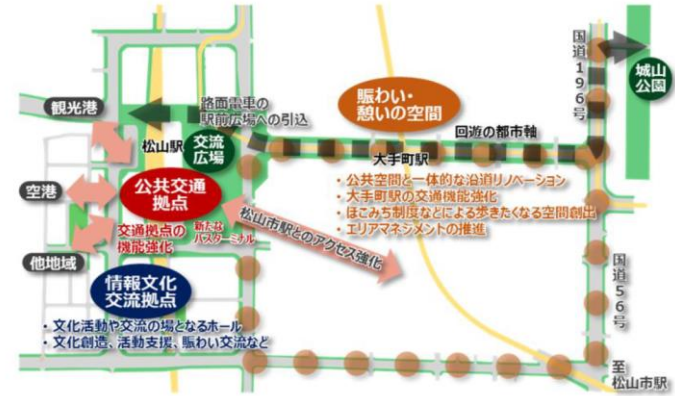 国道196号
城山
公園
観光港
路面電車の
駅前広場への引込
賑わい・
憩いの空間
回遊の都市軸
松山駅
交流
広場
大手町駅
空港
公共交通
拠点
・公共空間と一体的な沿道リノベーション
・大手町駅の交通機能強化
・ほこみち制度などによる歩きたくなる空間創出
・エリアマネジメントの推進
交通拠点の
機能強化
新たな
バスターミナル
松山市駅とのアクセス強化
他地域
情報文化
交流拠点
・文化活動や交流の場となるホール
・文化創造、活動支援、賑わい交流など
国道56号
至
松山市駅